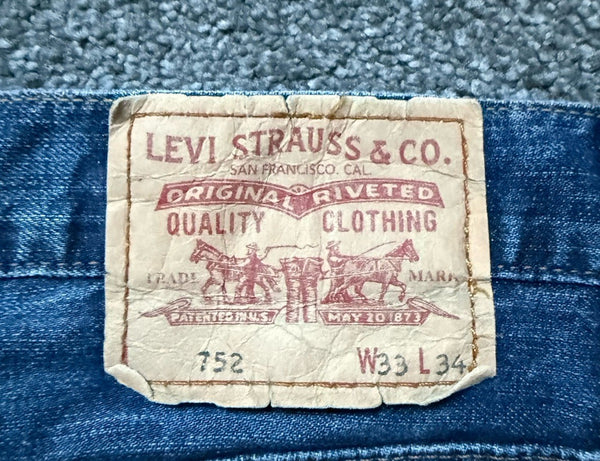 LEVI STRAUSS & CO.
SAN FRANCISCO. CAL.
ORIGINAL RIVETED
QUALITY CLOTHING
TRADE MARK
PATENTED IN U.S. MAY 20 1873
752 W33 L34